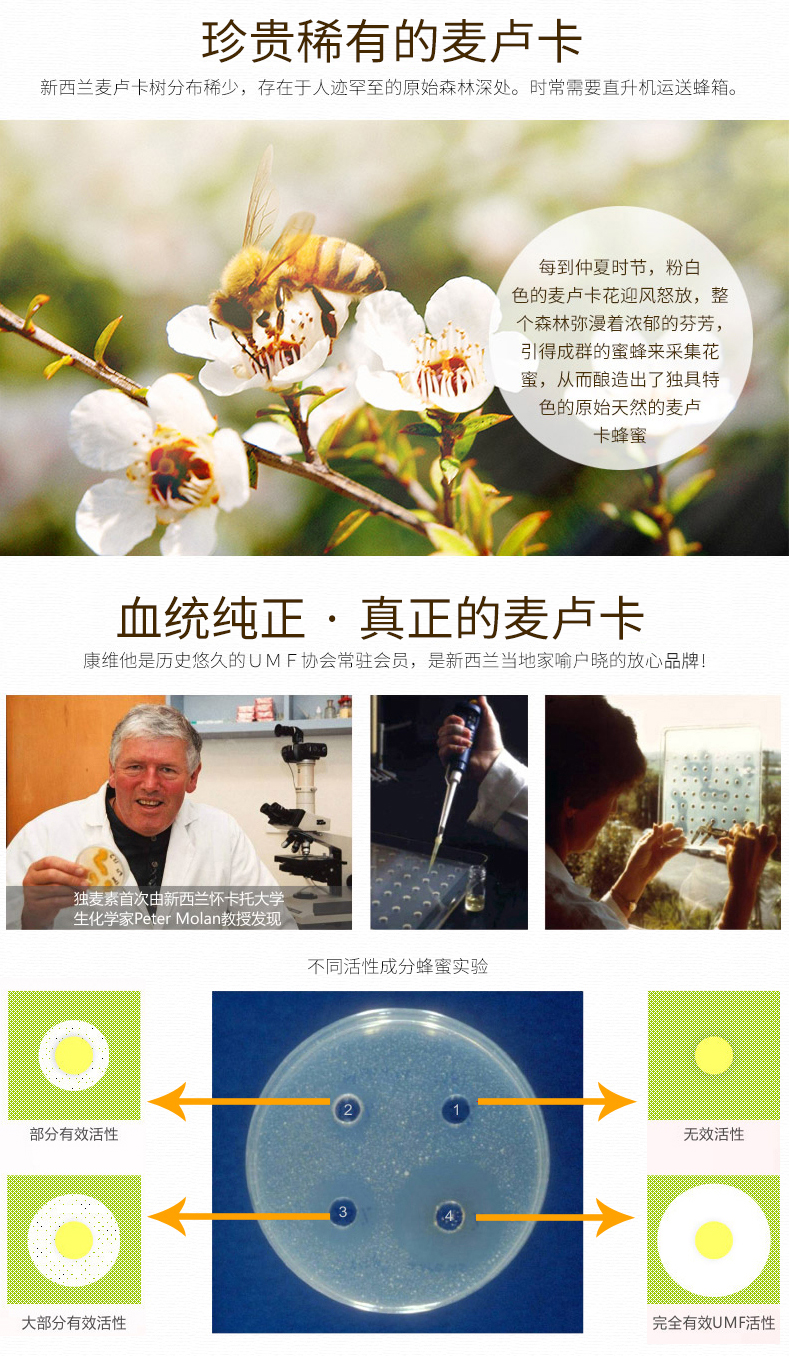 珍贵稀有的麦卢卡
新西兰麦卢卡树分布稀少，存在于人迹罕至的原始森林深处。时常需要直升机运送蜂箱。
每到仲夏时节，粉白
色的麦卢卡花迎风怒放，整
个森林弥漫着浓郁的芬芳，
引得成群的蜜蜂来采集花
蜜，从而酿造出了独具特
色的原始天然的麦卢
卡蜂蜜
血统纯正·真正的麦卢卡
康维他是历史悠久的UMF协会常驻会员，是新西兰当地家喻户晓的放心品牌！
独麦素首次由新西兰怀卡托大学
生化学家Peter Molan教授发现
不同活性成分蜂蜜实验
2
1
部分有效活性
无效活性
3
4
大部分有效活性
完全有效UMF活性